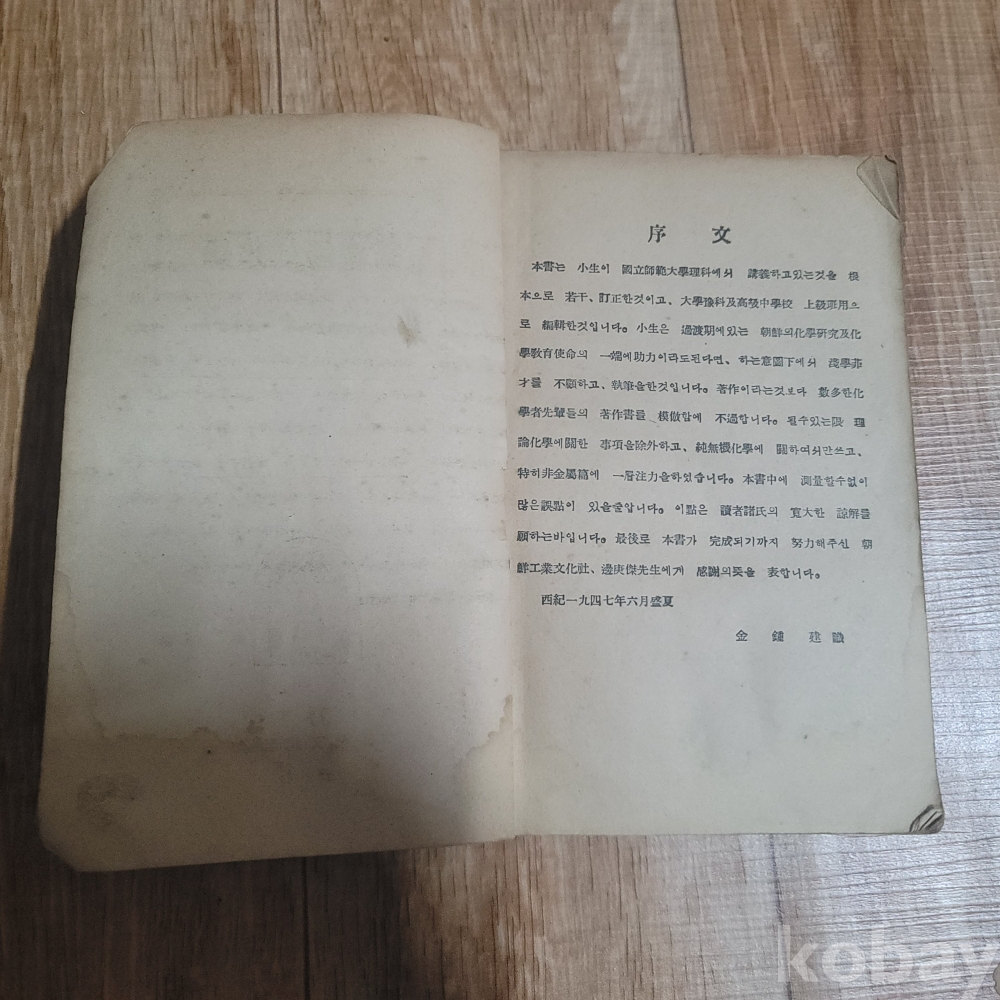 序 文
本書는 小生이 國立師範大學理科에서 講義하고있는것을 根
本으로 若干、訂正한것이고、大學豫科及高級中學校 上級班用으
로 編輯한것입니다。小生은 過渡期에있는 朝鮮의化學研究及化
學敎育使命의 一端에助力이라도된다면、하는意圖下에서 淺學菲
才를 不顧하고、執筆을한것입니다。著作이라는것보다 數多한化
學者先輩들의 著作書를 模倣함에 不過합니다。될수있는限 理
論化學에關한 事項을除外하고、純無機化學에 關하여서만쓰고、
特히非金屬篇에 一層注力을하였습니다。本書中에 測量할수없이
많은誤點이 있을줄압니다。이點은 讀者諸氏의 寬大한 諒解를
願하는바입니다。最後로 本書가 完成되기까지 努力해주신 朝
鮮工業文化社、邊庚傑先生에게 感謝의뜻을 表합니다。
西紀一九四七年六月盛夏
金 鍾 建 識
kobay